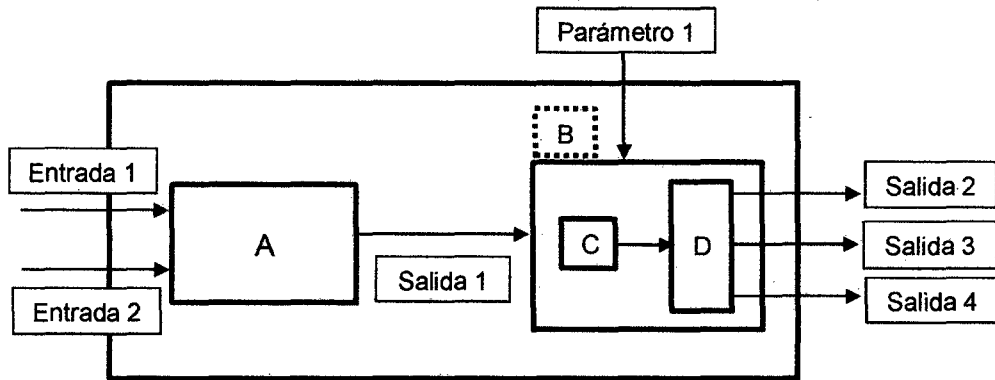 Parámetro 1
B
Entrada 1
Salida 2
A
C
D
Salida 3
Salida 1
Entrada 2
Salida 4